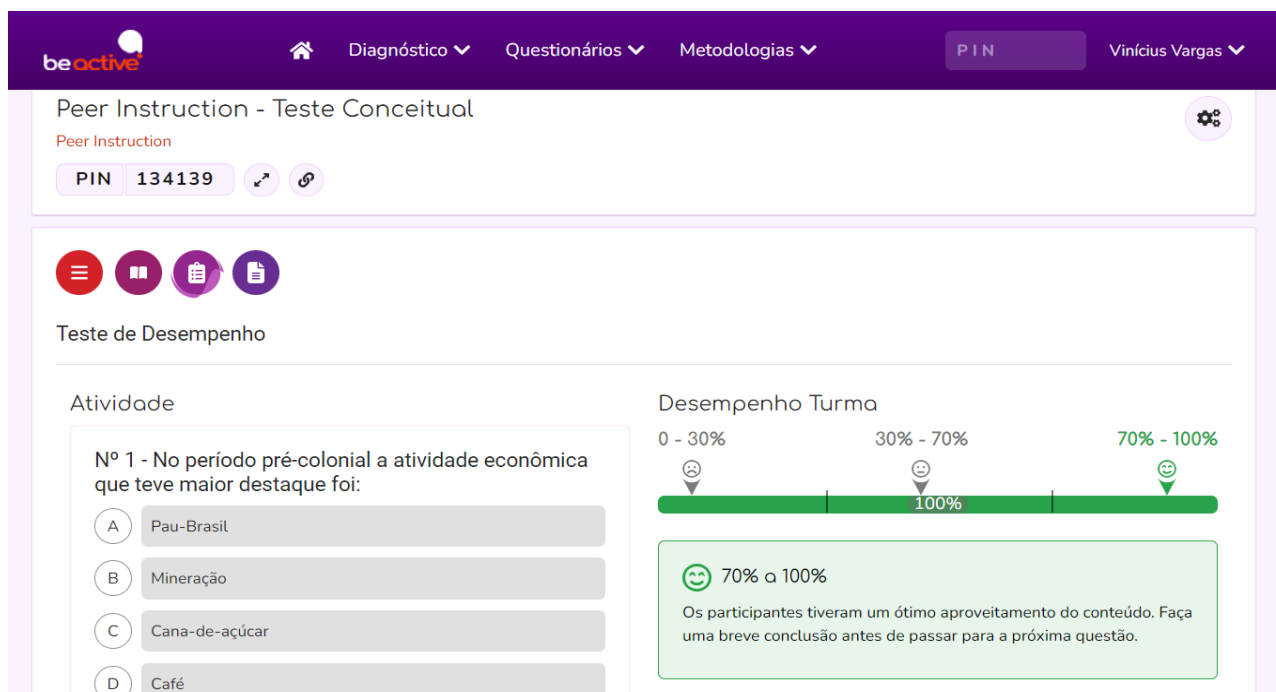 beactive
Diagnóstico
Questionários
Metodologias
PIN
Vinícius Vargas
Peer Instruction - Teste Conceitual
Peer Instruction
PIN 134139
Teste de Desempenho
Atividade
Nº 1 - No período pré-colonial a atividade econômica
que teve maior destaque foi:
A Pau-Brasil
B Mineração
C Cana-de-açúcar
D Café
Desempenho Turma
0 - 30% 30% - 70% 70% - 100%
100%
70% a 100%
Os participantes tiveram um ótimo aproveitamento do conteúdo. Faça
uma breve conclusão antes de passar para a próxima questão.